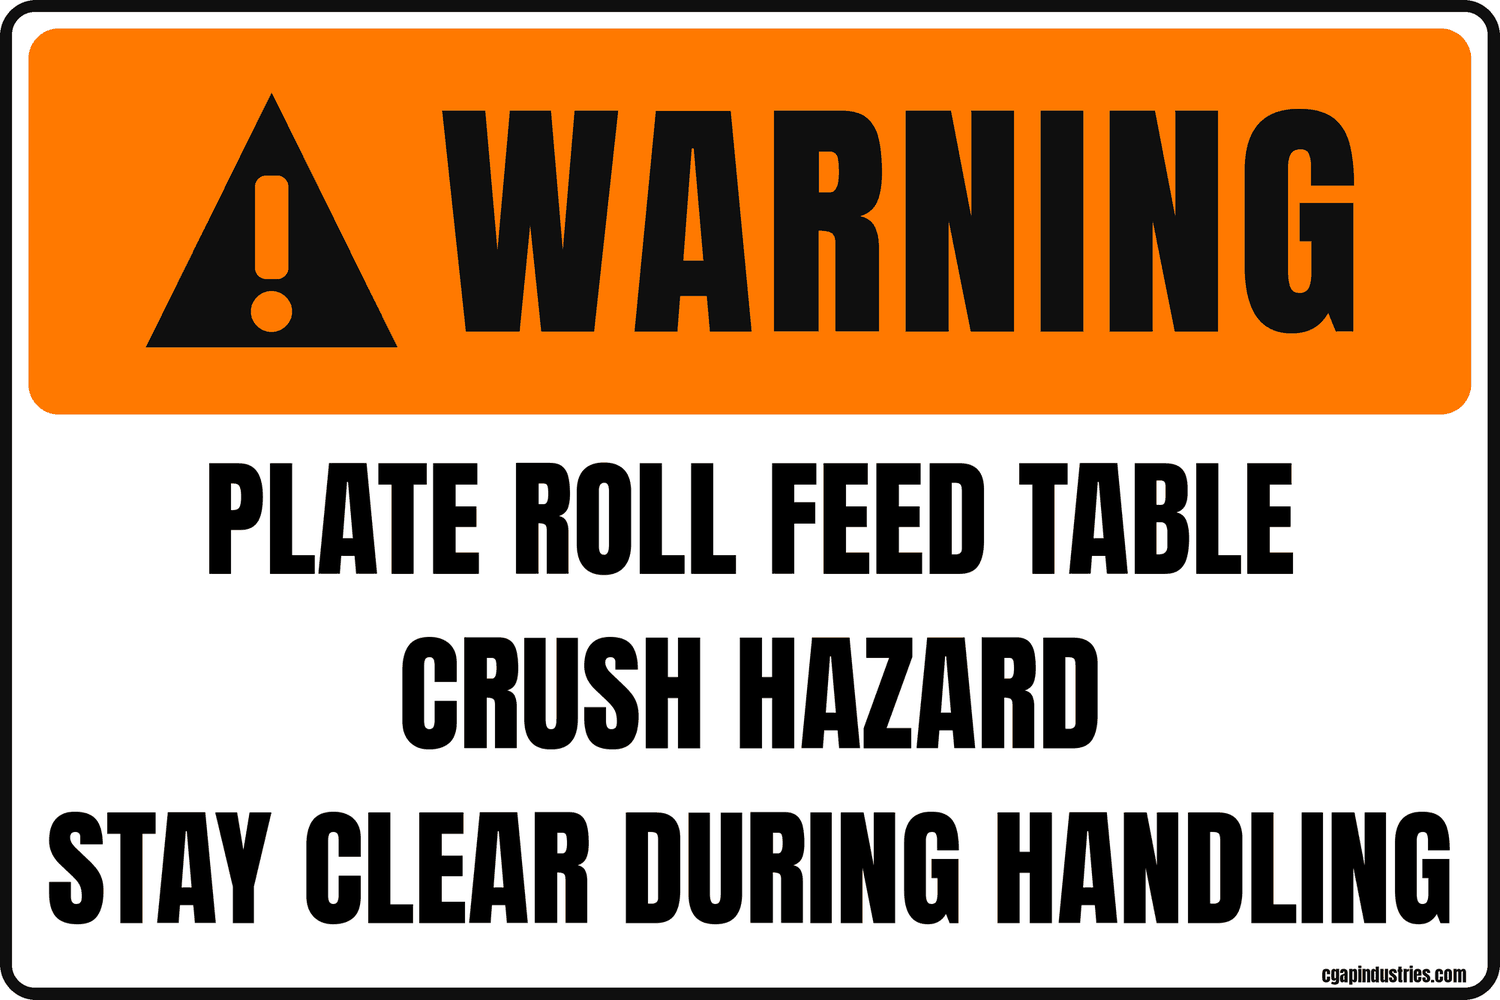 WARNING
PLATE ROLL FEED TABLE
CRUSH HAZARD
STAY CLEAR DURING HANDLING
cgapindustries.com